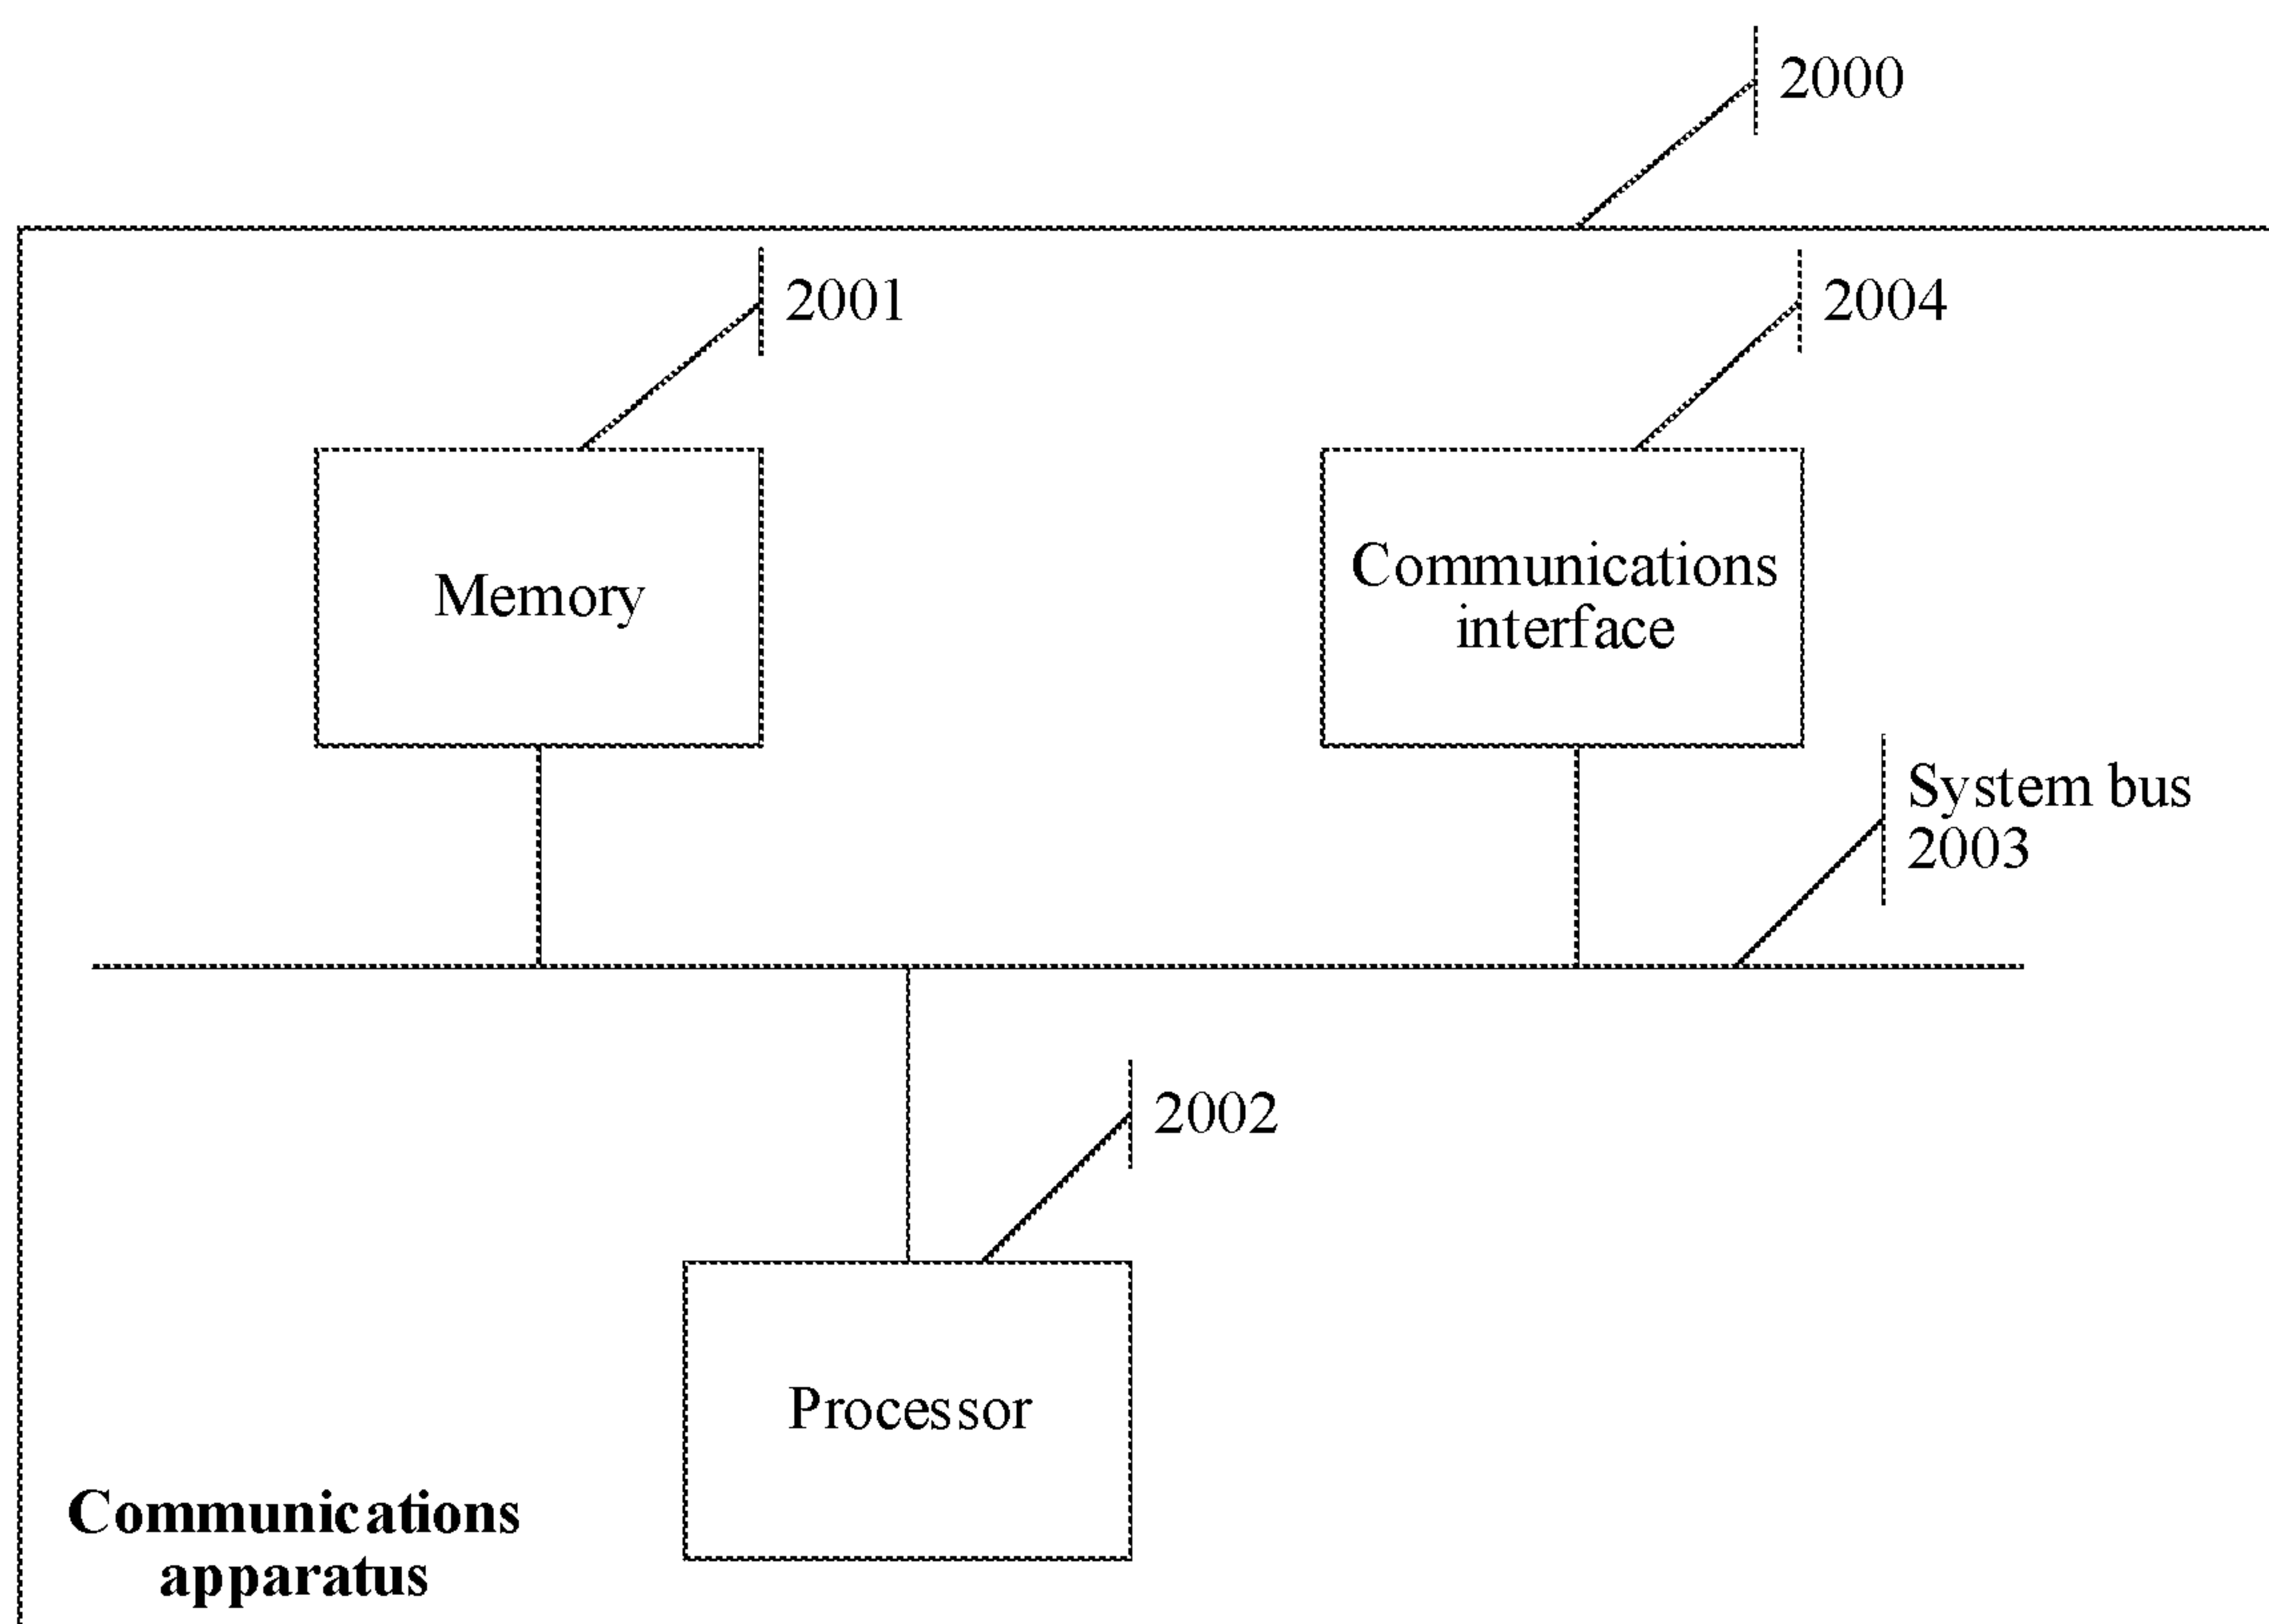 2000
2001
2004
Memory
Communications
interface
System bus
2003
2002
Processor
Communications
apparatus